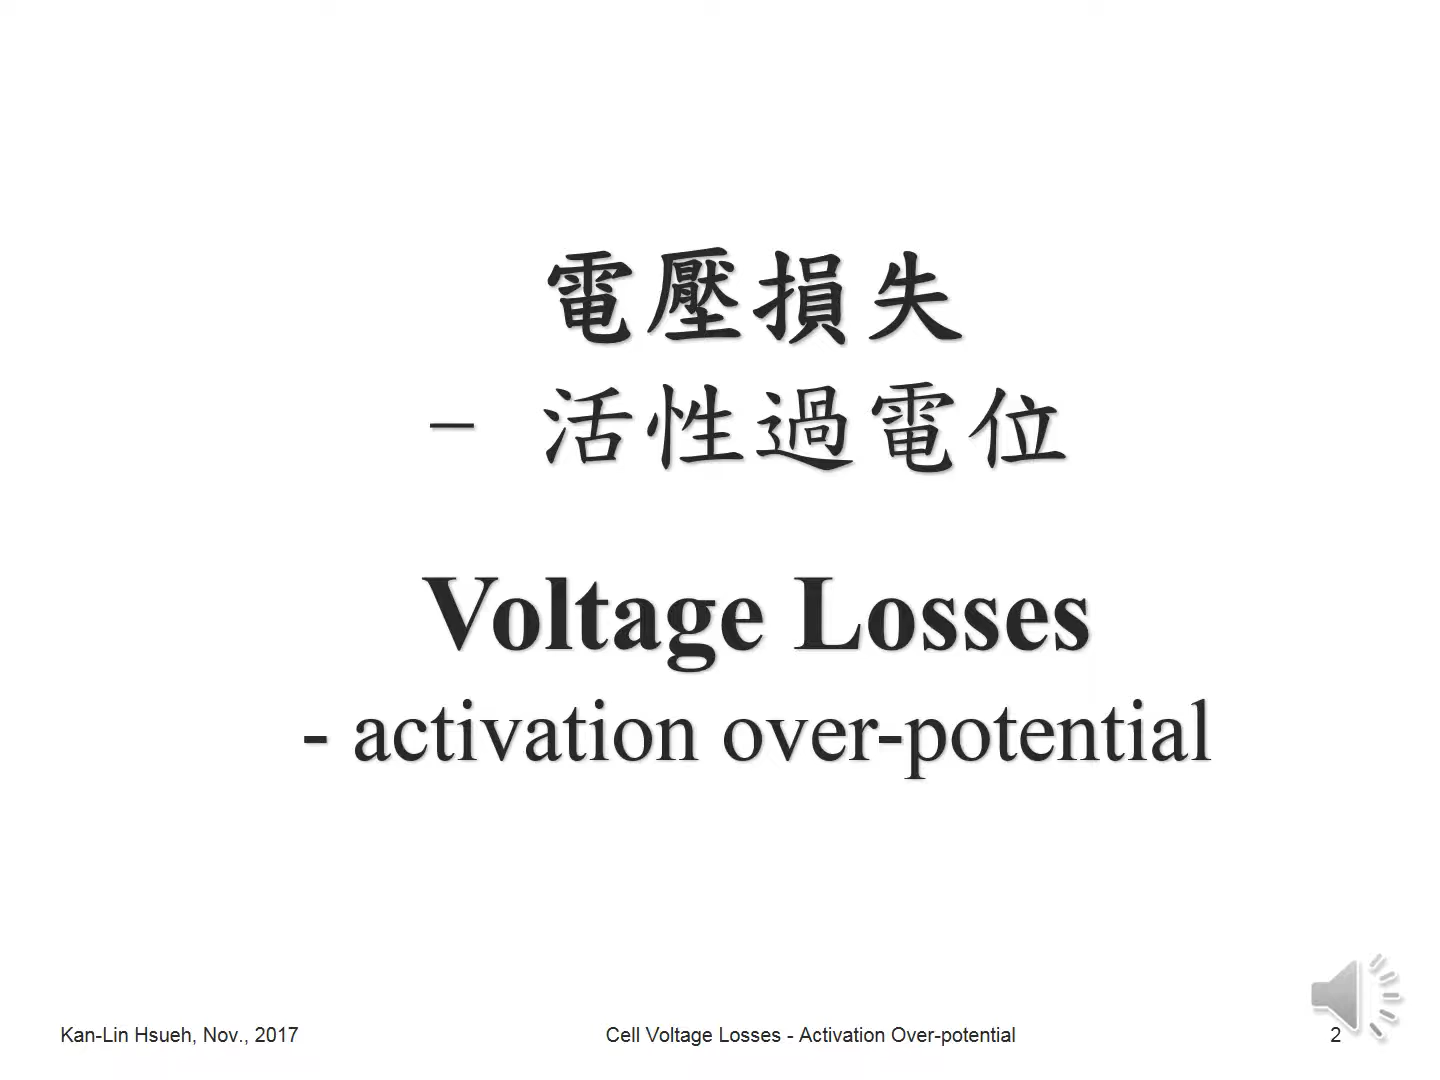 電壓損失
– 活性過電位
Voltage Losses
- activation over-potential
Kan-Lin Hsueh, Nov., 2017
Cell Voltage Losses - Activation Over-potential
2